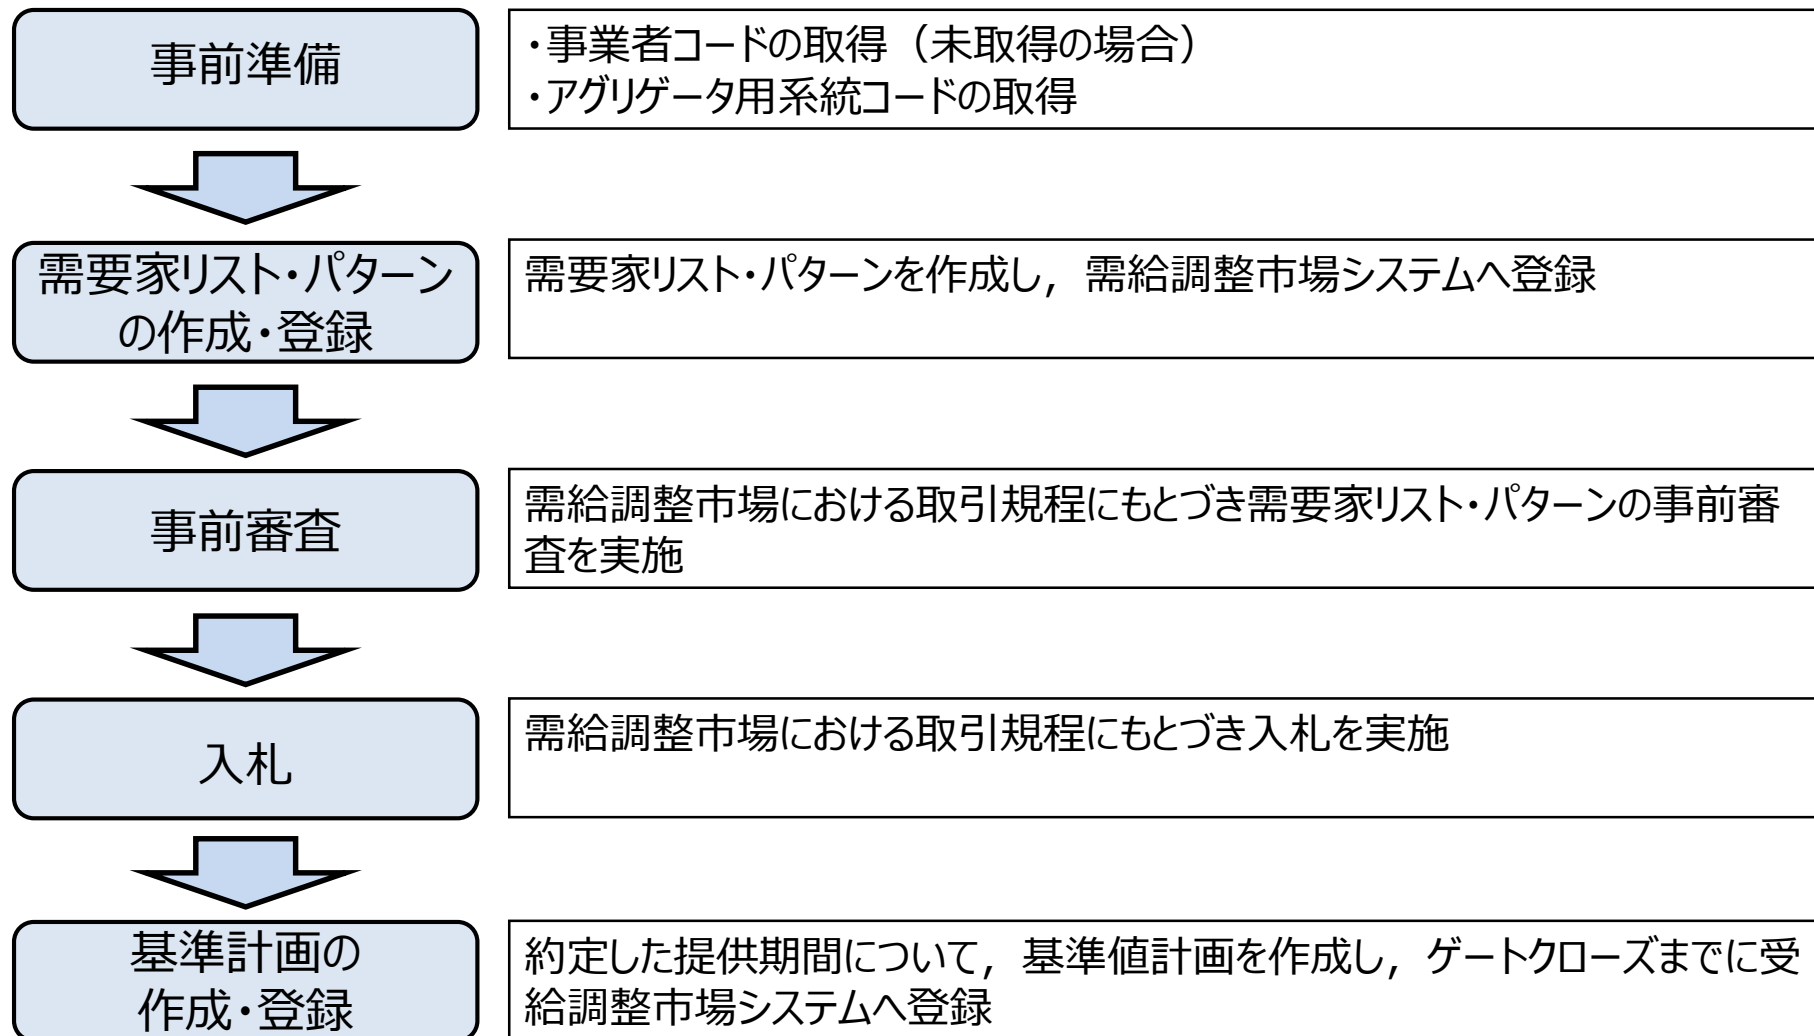 事前準備
・事業者コードの取得（未取得の場合）
・アグリゲータ用系統コードの取得
需要家リスト・パターン
の作成・登録
需要家リスト・パターンを作成し，需給調整市場システムへ登録
事前審査
需給調整市場における取引規程にもとづき需要家リスト・パターンの事前審
査を実施
入札
需給調整市場における取引規程にもとづき入札を実施
基準計画の
作成・登録
約定した提供期間について，基準値計画を作成し，ゲートクローズまでに受
給調整市場システムへ登録